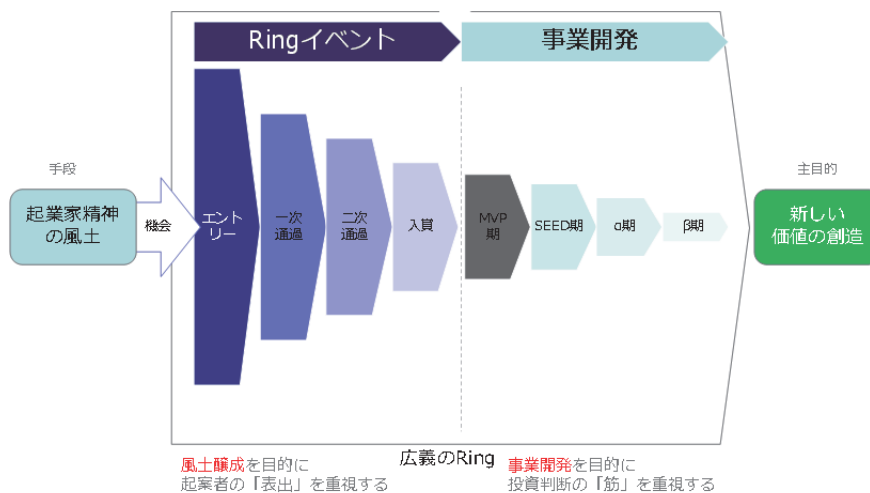 Ringイベント
事業開発
手段
起業家精神
の風土
機会
エント
リー
一次
通過
二次
通過
入賞
MVP
期
SEED期
α期
β期
主目的
新しい
価値の創造
広義のRing
風土醸成を目的に
起案者の「表出」を重視する
事業開発を目的に
投資判断の「筋」を重視する